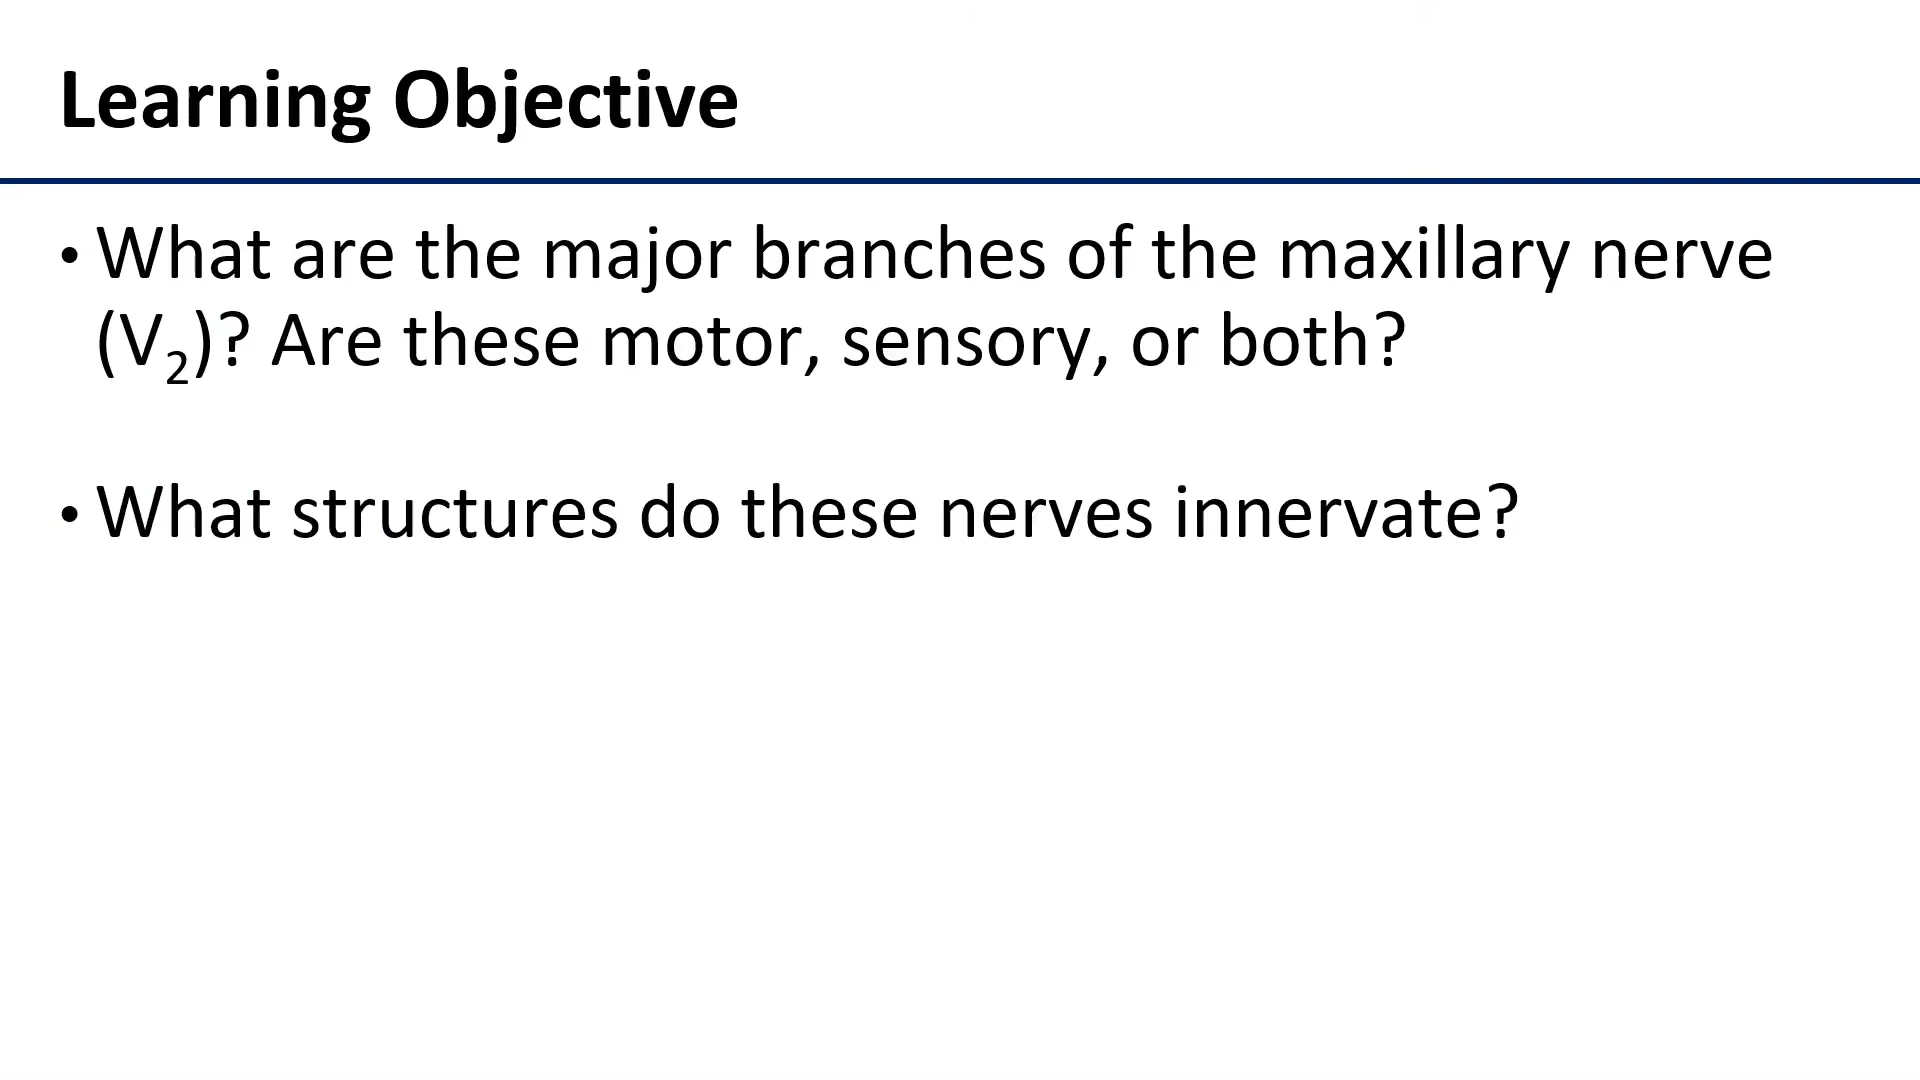 Learning Objective
• What are the major branches of the maxillary nerve
(V₂)? Are these motor, sensory, or both?
• What structures do these nerves innervate?